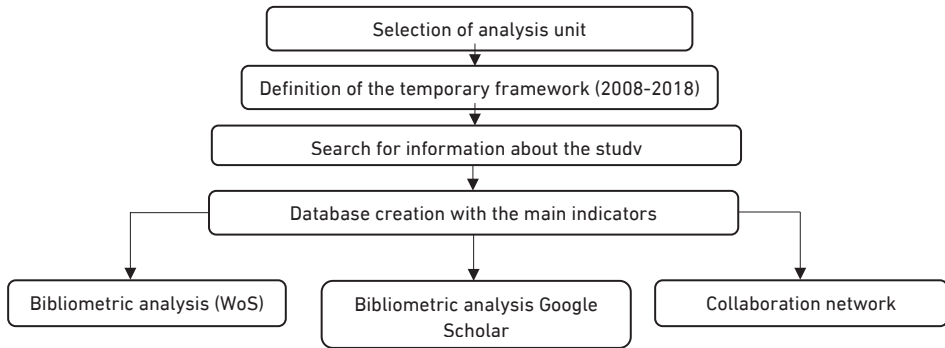 Selection of analysis unit
Definition of the temporary framework (2008-2018)
Search for information about the studv
Database creation with the main indicators
Bibliometric analysis (WoS)
Bibliometric analysis Google
Scholar
Collaboration network